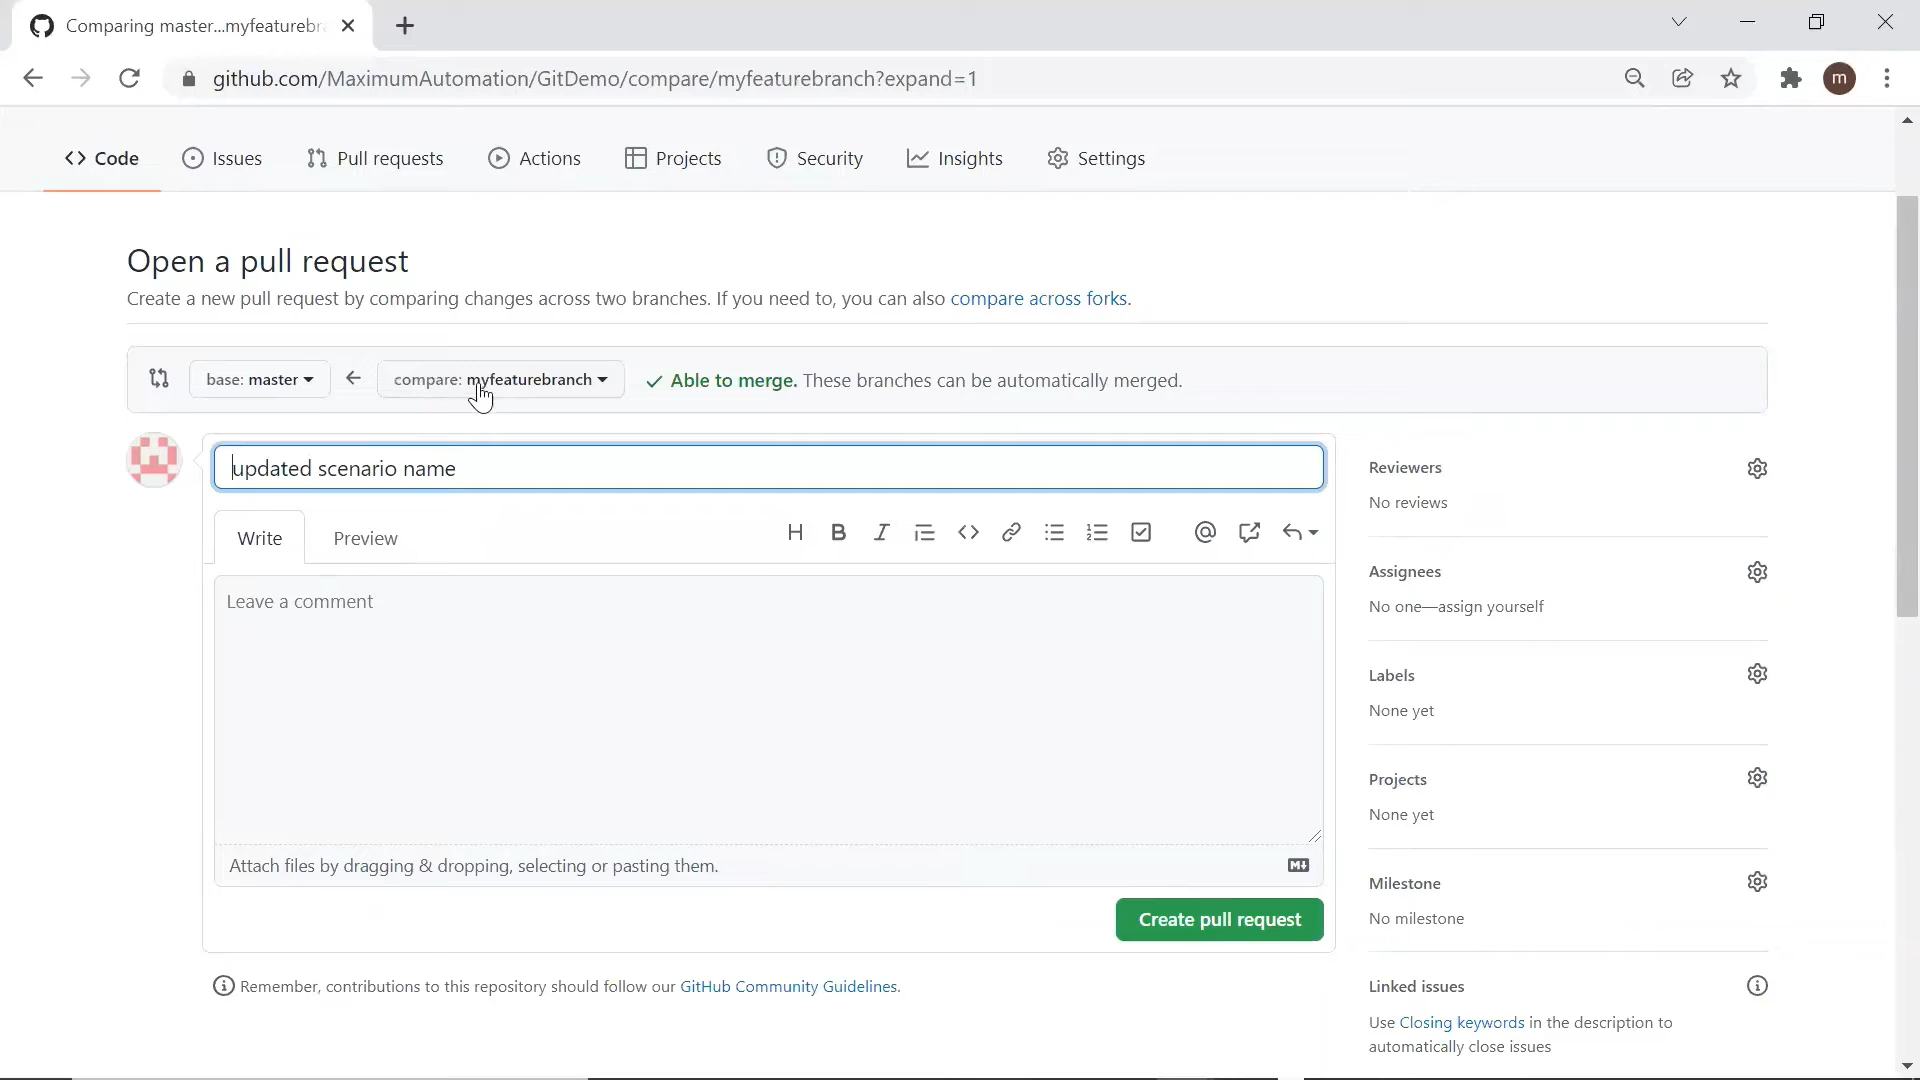 Comparing master...myfeaturebr
github.com/MaximumAutomation/GitDemo/compare/myfeaturebranch?expand=1
m
<> Code Issues Pull requests Actions Projects Security Insights Settings
Open a pull request
Create a new pull request by comparing changes across two branches. If you need to, you can also compare across forks.
base: master compare: myfeaturebranch Able to merge. These branches can be automatically merged.
updated scenario name
Write Preview
Leave a comment
Attach files by dragging & dropping, selecting or pasting them.
Create pull request
Remember, contributions to this repository should follow our GitHub Community Guidelines.
Reviewers
No reviews
Assignees
No one—assign yourself
Labels
None yet
Projects
None yet
Milestone
No milestone
Linked issues
Use Closing keywords in the description to
automatically close issues